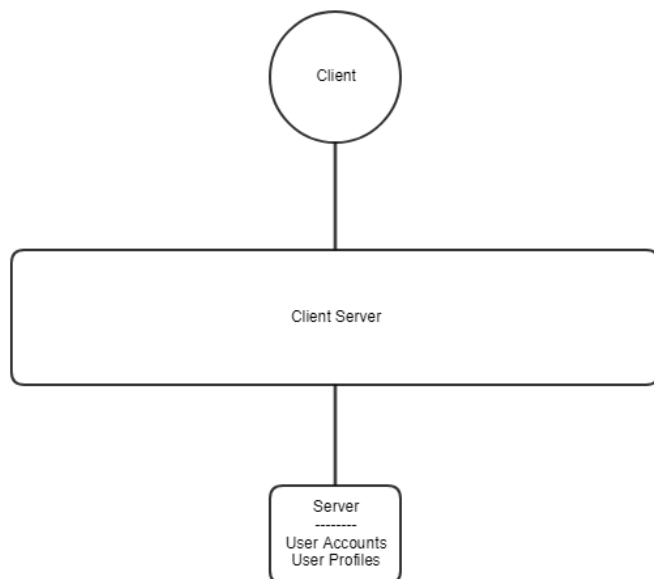 Client
Client Server
Server
--------
User Accounts
User Profiles